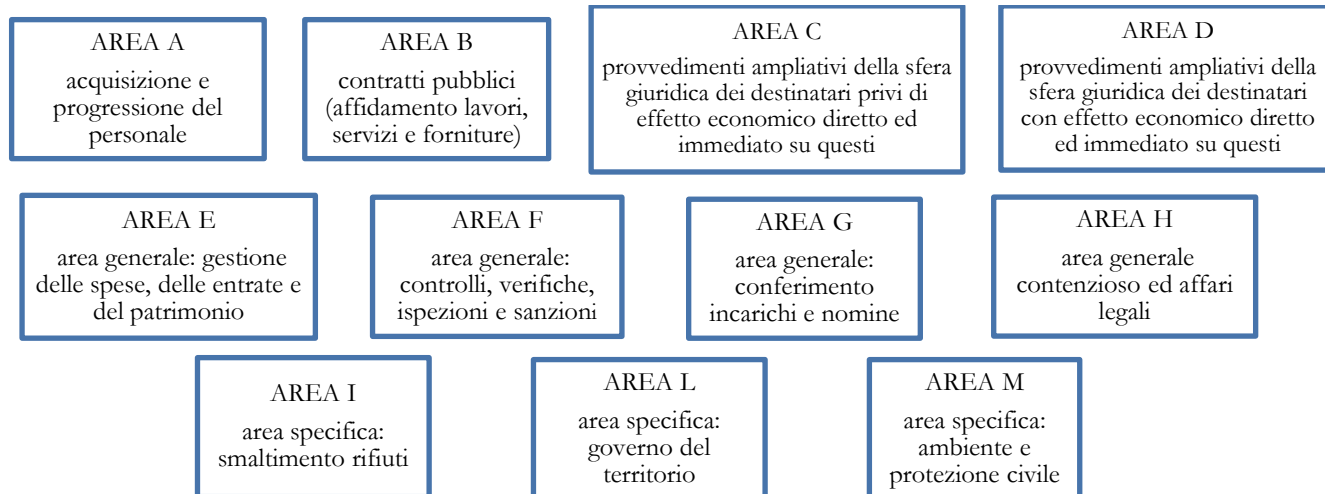 AREA A
acquisizione e
progressione del
personale
AREA B
contratti pubblici
(affidamento lavori,
servizi e forniture)
AREA C
provvedimenti ampliativi della sfera
giuridica dei destinatari privi di
effetto economico diretto ed
immediato su questi
AREA D
provvedimenti ampliativi della
sfera giuridica dei destinatari
con effetto economico diretto
ed immediato su questi
AREA E
area generale: gestione
delle spese, delle entrate e
del patrimonio
AREA F
area generale:
controlli, verifiche,
ispezioni e sanzioni
AREA G
area generale:
conferimento
incarichi e nomine
AREA H
area generale
contenzioso ed affari
legali
AREA I
area specifica:
smaltimento rifiuti
AREA L
area specifica:
governo del
territorio
AREA M
area specifica:
ambiente e
protezione civile